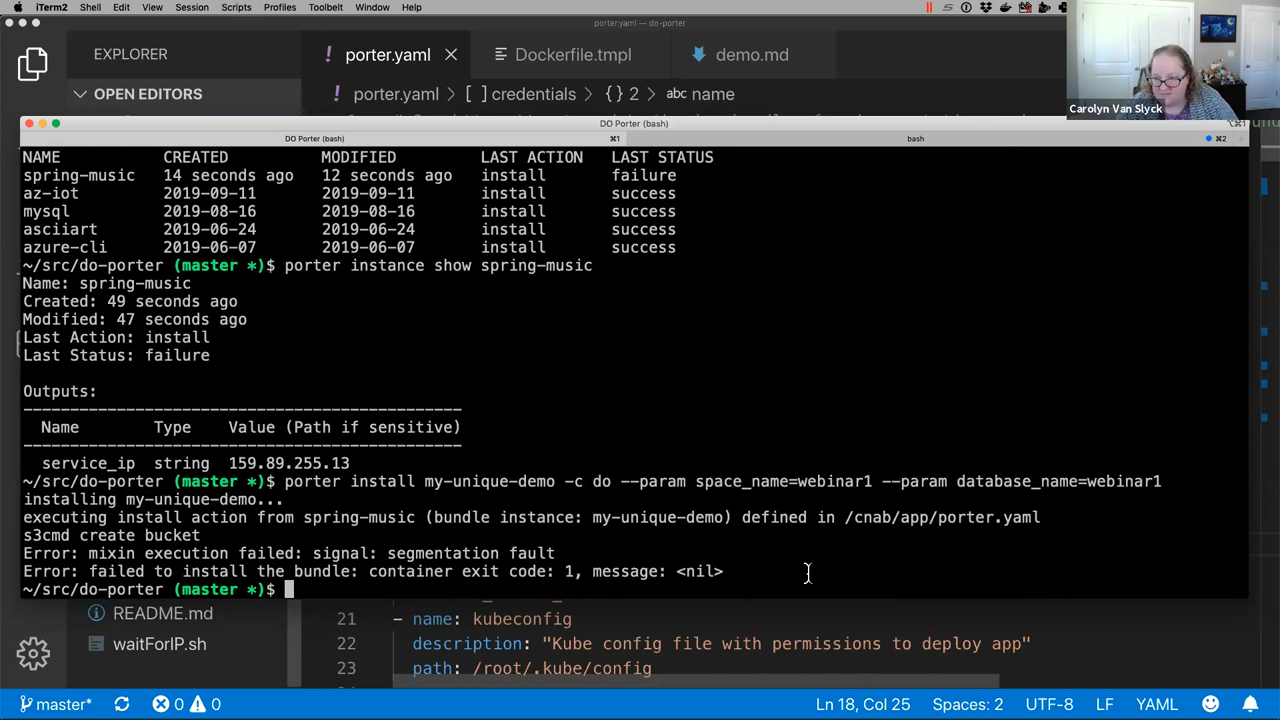 iTerm2 Shell Edit View Session Scripts Profiles Toolbelt Window Help
porter.yaml — do-porter
EXPLORER
porter.yaml
Dockerfile.tmpl
demo.md
OPEN EDITORS
porter.yaml > [ ] credentials > {} 2 > abc name
Carolyn Van Slyck
DO Porter (bash)
DO Porter (bash) ⌘1 bash ⌘2
NAME CREATED MODIFIED LAST ACTION LAST STATUS
spring-music 14 seconds ago 12 seconds ago install failure
az-iot 2019-09-11 2019-09-11 install success
mysql 2019-08-16 2019-08-16 install success
asciiart 2019-06-24 2019-06-24 install success
azure-cli 2019-06-07 2019-06-07 install success
~/src/do-porter (master *)$ porter instance show spring-music
Name: spring-music
Created: 49 seconds ago
Modified: 47 seconds ago
Last Action: install
Last Status: failure
Outputs:
Name Type Value (Path if sensitive)
service_ip string 159.89.255.13
~/src/do-porter (master *)$ porter install my-unique-demo -c do --param space_name=webinar1 --param database_name=webinar1
installing my-unique-demo...
executing install action from spring-music (bundle instance: my-unique-demo) defined in /cnab/app/porter.yaml
s3cmd create bucket
Error: mixin execution failed: signal: segmentation fault
Error: failed to install the bundle: container exit code: 1, message: <nil>
~/src/do-porter (master *)$
README.md
waitForIP.sh
21 - name: kubeconfig
22 description: "Kube config file with permissions to deploy app"
23 path: /root/.kube/config
master* 0 0 Ln 18, Col 25 Spaces: 2 UTF-8 LF YAML